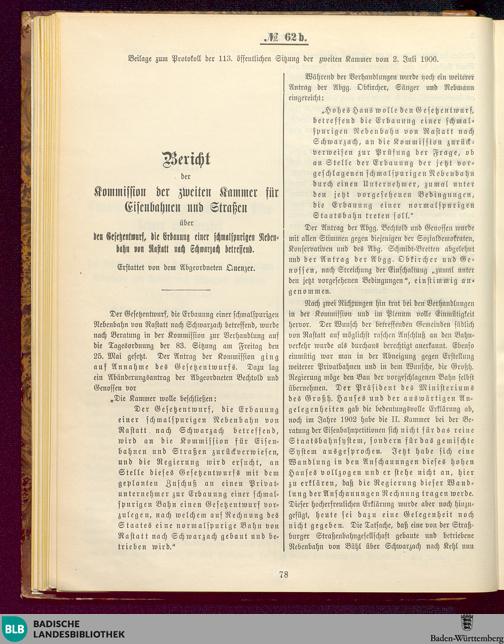 № 62 b.
Beilage zum Protokoll der 113. öffentlichen Sitzung der zweiten Kammer vom 2. Juli 1906.
Bericht
der
Kommission der zweiten Kammer für
Eisenbahnen und Straßen
über
den Gesetzentwurf, die Erbauung einer schmalspurigen Neben-
bahn von Rastatt nach Schwarzach betreffend.
Erstattet von dem Abgeordneten Quenzer.
Der Gesetzentwurf, die Erbauung einer schmalspurigen
Nebenbahn von Rastatt nach Schwarzach betreffend, wurde
nach Beratung in der Kommission zur Verhandlung auf
die Tagesordnung der 83. Sitzung am Freitag den
25. Mai gesetzt. Der Antrag der Kommission ging
auf Annahme des Gesetzentwurfs. Dazu lag
ein Abänderungsantrag der Abgeordneten Bechtold und
Genossen vor
„Die Kammer wolle beschließen:
Der Gesetzentwurf, die Erbauung
einer schmalspurigen Nebenbahn von
Rastatt nach Schwarzach betreffend,
wird an die Kommission für Eisen-
bahnen und Straßen zurückverwiesen,
und die Regierung wird ersucht, an
Stelle dieses Gesetzentwurfs mit dem
geplanten Zuschuß an einen Privat-
unternehmer zur Erbauung einer schmal-
spurigen Bahn einen Gesetzentwurf vor-
zulegen, nach welchem auf Rechnung des
Staates eine normalspurige Bahn von
Rastatt nach Schwarzach gebaut und be-
trieben wird.“
Während der Verhandlungen wurde noch ein weiterer
Antrag der Abgg. Obkircher, Sänger und Rebmann
eingereicht:
„Hohes Haus wolle den Gesetzentwurf,
betreffend die Erbauung einer schmal-
spurigen Nebenbahn von Rastatt nach
Schwarzach, an die Kommission zurück-
verweisen zur Prüfung der Frage, ob
an Stelle der Erbauung der jetzt vor-
geschlagenen schmalspurigen Nebenbahn
durch einen Unternehmer, zumal unter
den jetzt vorgesehenen Bedingungen,
die Erbauung einer normalspurigen
Staatsbahn treten soll.“
Der Antrag der Abgg. Bechtold und Genossen wurde
mit allen Stimmen gegen diejenigen der Sozialdemokraten,
Konservativen und des Abg. Schmidt-Bretten abgelehnt
und der Antrag der Abgg. Obkircher und Ge-
nossen, nach Streichung der Einschaltung „zumal unter
den jetzt vorgesehenen Bedingungen“, einstimmig an-
genommen.
Nach zwei Richtungen hin trat bei den Verhandlungen
in der Kommission und im Plenum volle Einmütigkeit
hervor. Der Wunsch der betreffenden Gemeinden südlich
von Rastatt auf möglichst raschen Anschluß an den Bahn-
verkehr wurde als durchaus berechtigt anerkannt. Ebenso
einmütig war man in der Abneigung gegen Erstellung
weiterer Privatbahnen und in dem Wunsche, die Großh.
Regierung möge den Bau der vorgeschlagenen Bahn selbst
übernehmen. Der Präsident des Ministeriums
des Großh. Hauses und der auswärtigen An-
gelegenheiten gab die bedeutungsvolle Erklärung ab,
noch im Jahre 1902 habe die II. Kammer bei der Be-
ratung der Eisenbahnpetitionen sich nicht für das reine
Staatsbahnsystem, sondern für das gemischte
System ausgesprochen. Jetzt habe sich eine
Wandlung in den Anschauungen dieses hohen
Hauses vollzogen und er stehe nicht an, hier
zu erklären, daß die Regierung dieser Wand-
lung der Anschauungen Rechnung tragen werde.
Dieser hocherfreulichen Erklärung wurde aber noch hinzu-
gefügt, heute sei dazu eine Gelegenheit noch
nicht gegeben. Die Tatsache, daß eine von der Straß-
burger Straßenbahngesellschaft gebaute und betriebene
Nebenbahn von Bühl über Schwarzach nach Kehl nun
78
BLB BADISCHE
LANDESBIBLIOTHEK
Baden-Württemberg